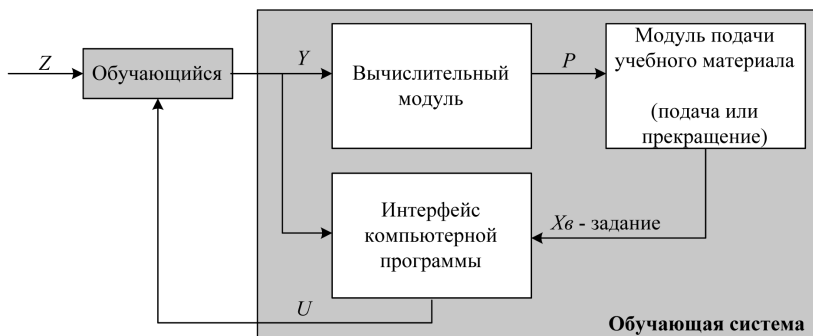 Z
Обучающийся
Y
Вычислительный
модуль
P
Модуль подачи
учебного материала
(подача или
прекращение)
Интерфейс
компьютерной
программы
Xв - задание
U
Обучающая система